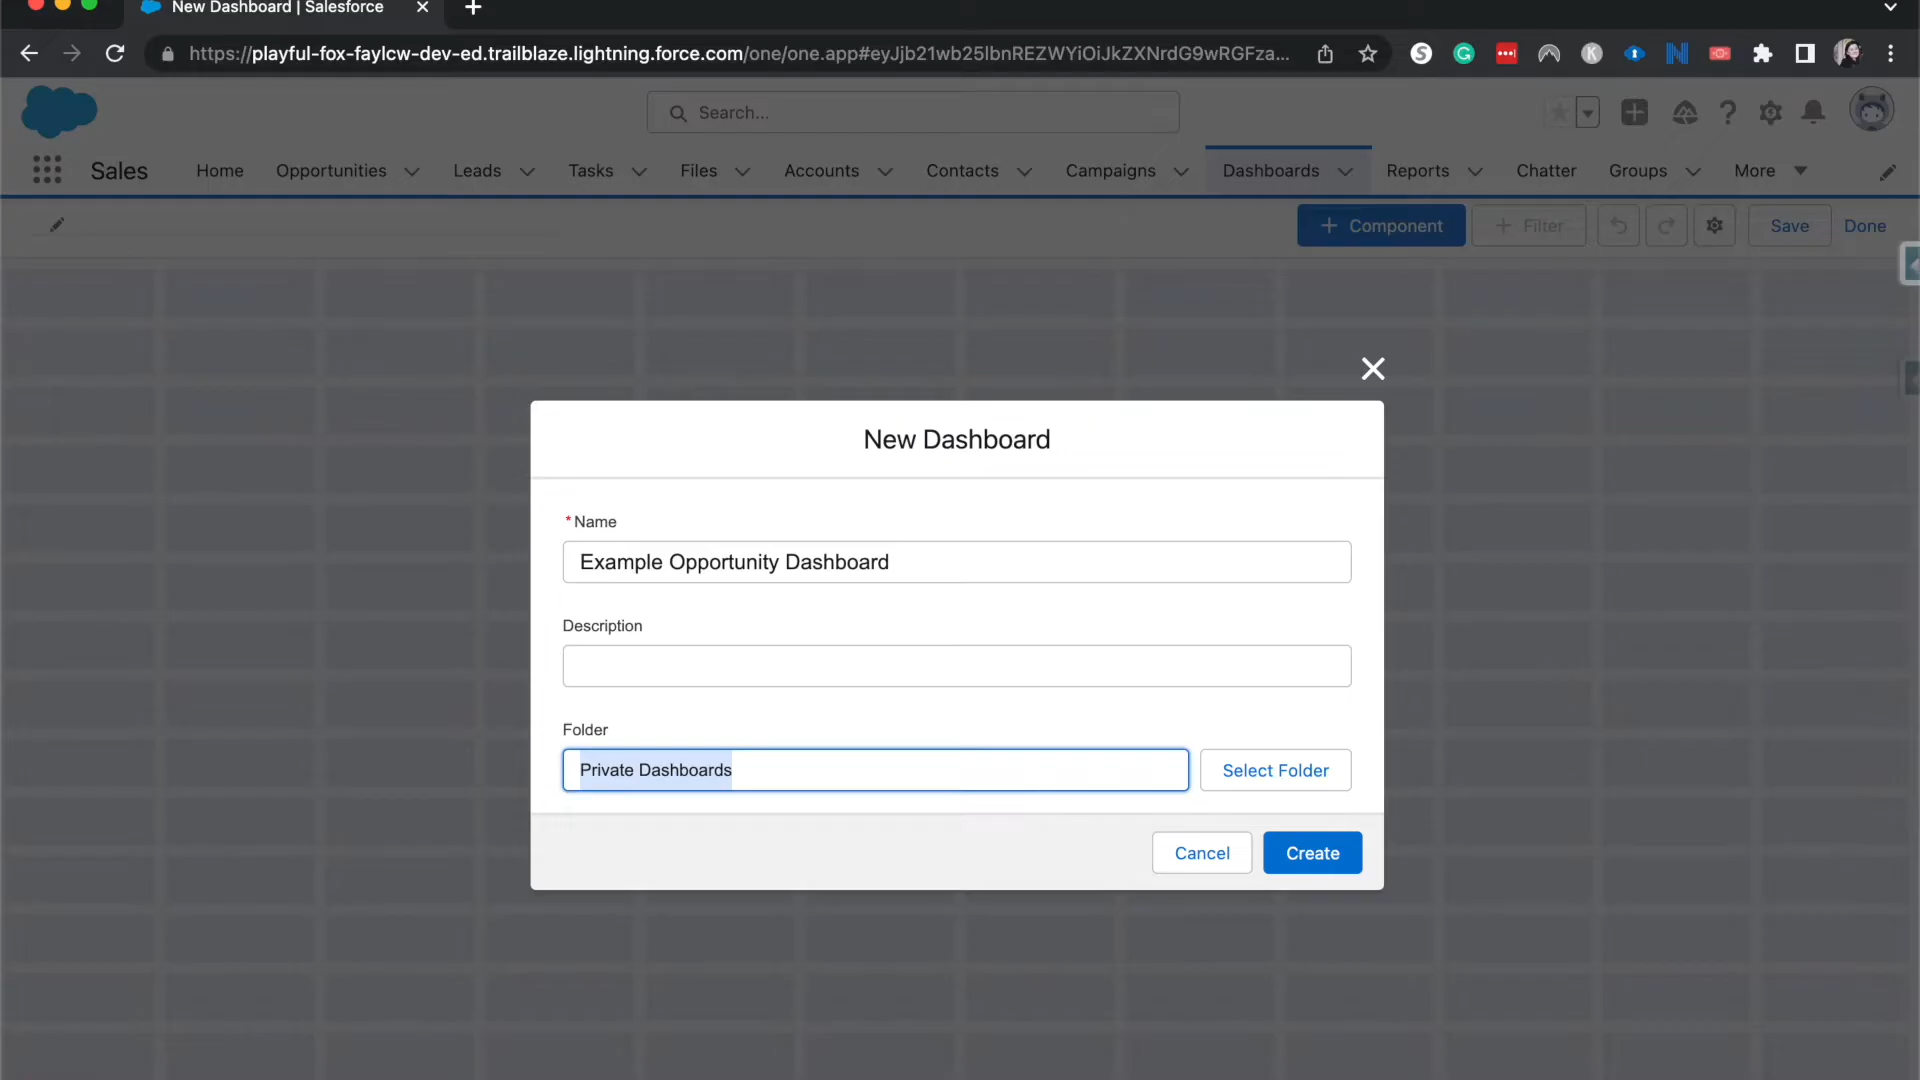 New Dashboard | Salesforce
https://playful-fox-faylcw-dev-ed.trailblaze.lightning.force.com/one/one.app#eyJjb21wb25lbnREZWYiOiJkZXNrdG9wRGFza...
Search...
Sales
Home
Opportunities
Leads
Tasks
Files
Accounts
Contacts
Campaigns
Dashboards
Reports
Chatter
Groups
More
+ Component
+ Filter
Save
Done
New Dashboard
*Name
Example Opportunity Dashboard
Description
Folder
Private Dashboards
Select Folder
Cancel
Create